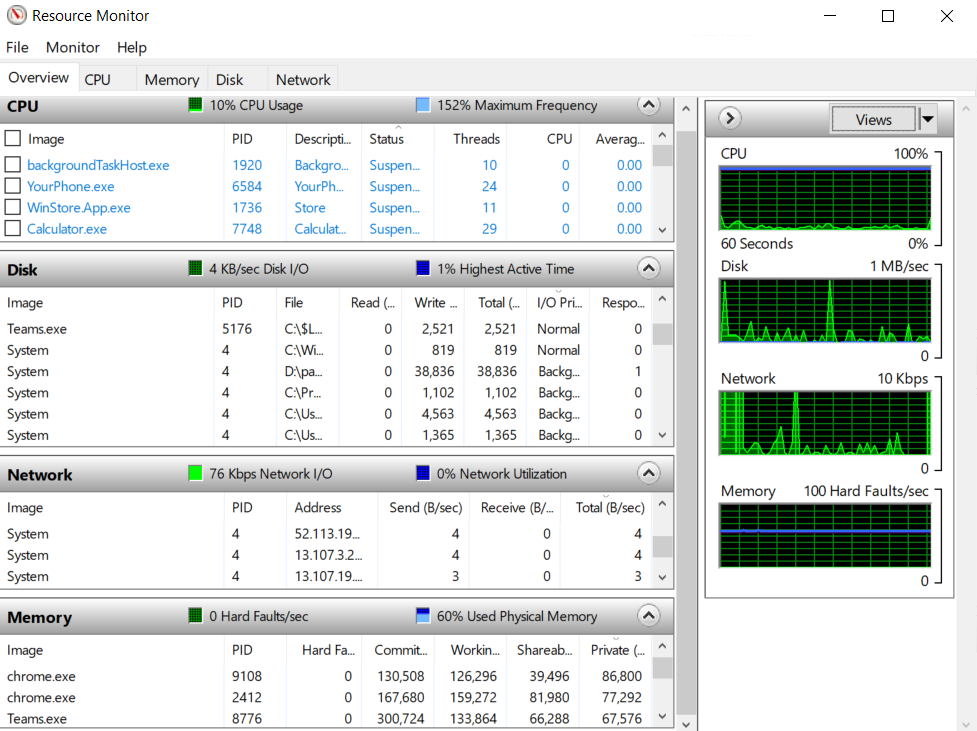 Resource Monitor
File Monitor Help
Overview CPU Memory Disk Network
CPU 10% CPU Usage 152% Maximum Frequency
Image PID Descripti... Status Threads CPU Averag...
backgroundTaskHost.exe 1920 Backgro... Suspen... 10 0 0.00
YourPhone.exe 6584 YourPh... Suspen... 24 0 0.00
WinStore.App.exe 1736 Store Suspen... 11 0 0.00
Calculator.exe 7748 Calculat... Suspen... 29 0 0.00
Disk 4 KB/sec Disk I/O 1% Highest Active Time
Image PID File Read (... Write ... Total (... I/O Pri... Respo...
Teams.exe 5176 C:\$L... 0 2,521 2,521 Normal 0
System 4 C:\Wi... 0 819 819 Normal 0
System 4 D:\pa... 0 38,836 38,836 Backg... 1
System 4 C:\Pr... 0 1,102 1,102 Backg... 0
System 4 C:\Us... 0 4,563 4,563 Backg... 0
System 4 C:\Us... 0 1,365 1,365 Backg... 0
Network 76 Kbps Network I/O 0% Network Utilization
Image PID Address Send (B/sec) Receive (B/... Total (B/sec)
System 4 52.113.19... 4 0 4
System 4 13.107.3.2... 4 0 4
System 4 13.107.19.... 3 0 3
Memory 0 Hard Faults/sec 60% Used Physical Memory
Image PID Hard Fa... Commit... Workin... Shareab... Private (...
chrome.exe 9108 0 130,508 126,296 39,496 86,800
chrome.exe 2412 0 167,680 159,272 81,980 77,292
Teams.exe 8776 0 300,724 133,864 66,288 67,576
Views
CPU 100%
60 Seconds 0%
Disk 1 MB/sec
0
Network 10 Kbps
0
Memory 100 Hard Faults/sec
0